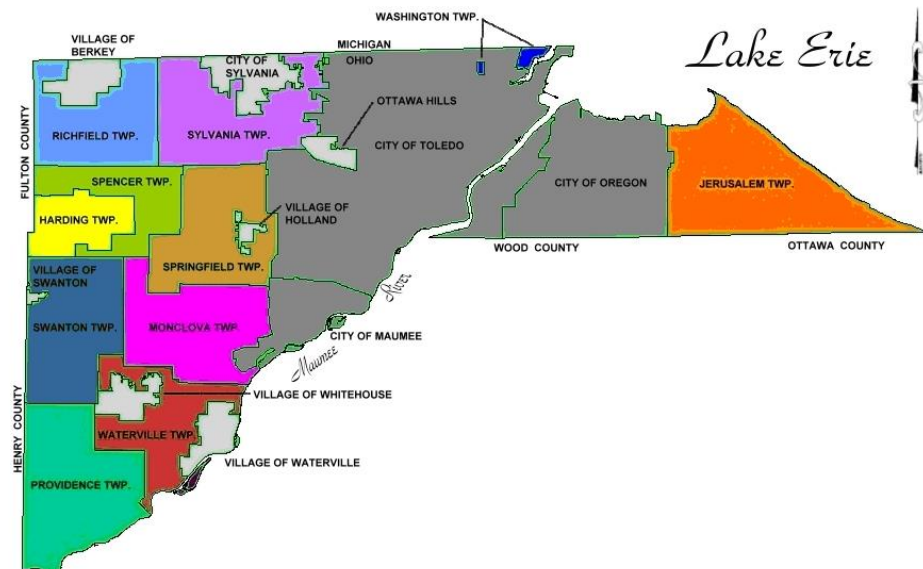 WASHINGTON TWP.
VILLAGE OF
BERKEY
MICHIGAN
OHIO
Lake Erie
CITY OF
SYLVANIA
OTTAWA HILLS
RICHFIELD TWP.
SYLVANIA TWP.
CITY OF TOLEDO
FULTON COUNTY
SPENCER TWP.
CITY OF OREGON
JERUSALEM TWP.
HARDING TWP.
VILLAGE OF
HOLLAND
WOOD COUNTY
OTTAWA COUNTY
VILLAGE OF
SWANTON
SPRINGFIELD TWP.
River
SWANTON TWP.
MONCLOVA TWP.
CITY OF MAUMEE
Maumee
VILLAGE OF WHITEHOUSE
HENRY COUNTY
WATERVILLE TWP.
VILLAGE OF WATERVILLE
PROVIDENCE TWP.